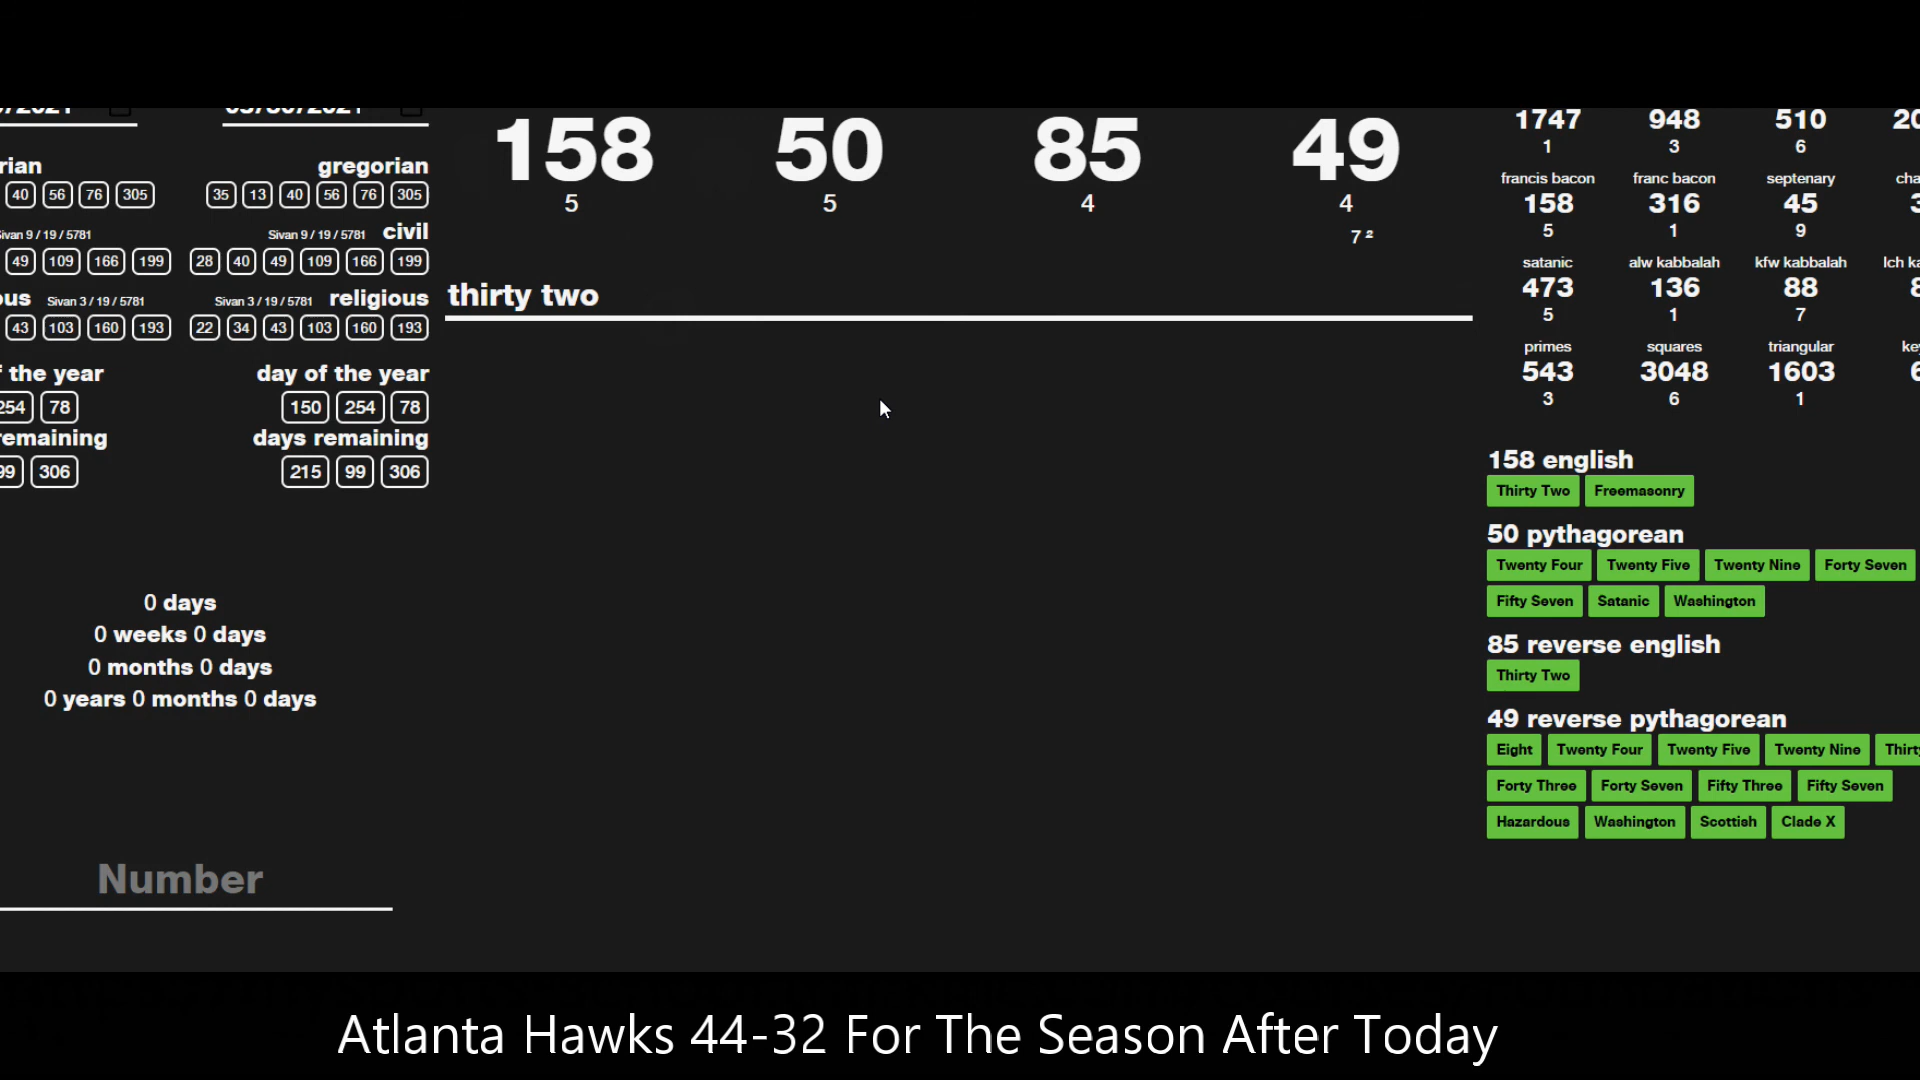 158 50 85 49
5 5 4 4
7²
thirty two
rian
40 56 76 305
gregorian
35 13 40 56 76 305
Sivan 9 / 19 / 5781
49 109 166 199
Sivan 9 / 19 / 5781 civil
28 40 49 109 166 199
ous Sivan 3 / 19 / 5781
43 103 160 193
Sivan 3 / 19 / 5781 religious
22 34 43 103 160 193
the year
254 78
day of the year
150 254 78
remaining
99 306
days remaining
215 99 306
0 days
0 weeks 0 days
0 months 0 days
0 years 0 months 0 days
Number
1747 948 510
1 3 6
francis bacon franc bacon septenary
158 316 45
5 1 9
satanic alw kabbalah kfw kabbalah
473 136 88
5 1 7
primes squares triangular
543 3048 1603
3 6 1
158 english
Thirty Two Freemasonry
50 pythagorean
Twenty Four Twenty Five Twenty Nine Forty Seven
Fifty Seven Satanic Washington
85 reverse english
Thirty Two
49 reverse pythagorean
Eight Twenty Four Twenty Five Twenty Nine Thirty
Forty Three Forty Seven Fifty Three Fifty Seven
Hazardous Washington Scottish Clade X
Atlanta Hawks 44-32 For The Season After Today